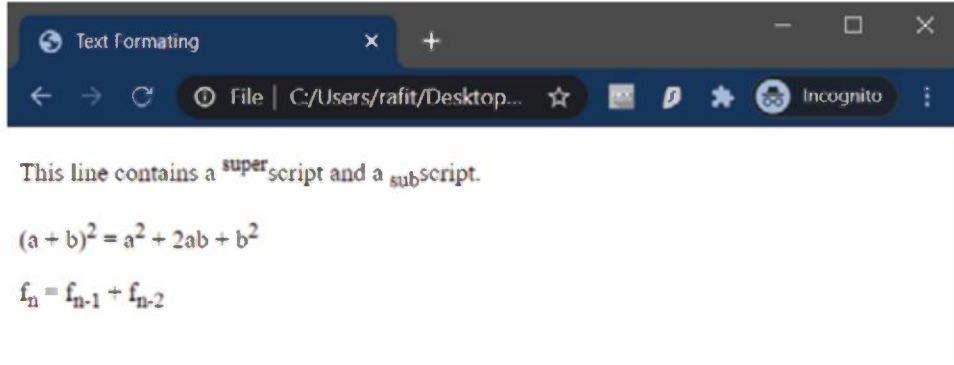 Text Formating
File | C:/Users/rafit/Desktop... Incognito
This line contains a ˢᵘᵖᵉʳscript and a ₛᵤbscript.
(a + b)² = a² + 2ab + b²
fₙ = fₙ₋₁ + fₙ₋₂